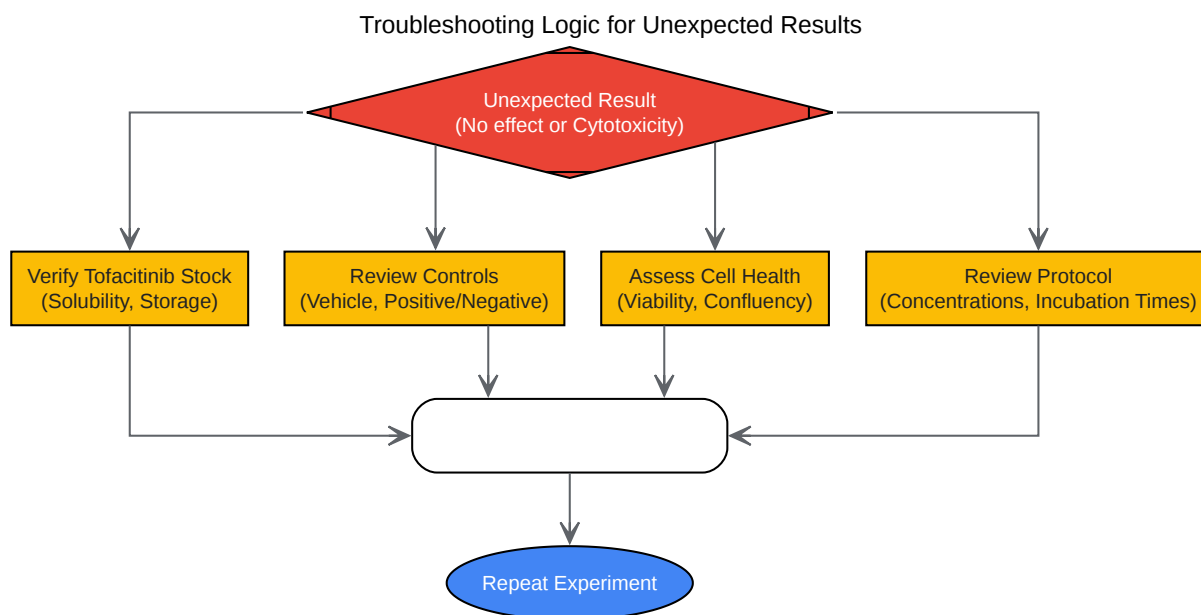 Troubleshooting Logic for Unexpected Results
Unexpected Result
(No effect or Cytotoxicity)
Verify Tofacitinib Stock
(Solubility, Storage)
Review Controls
(Vehicle, Positive/Negative)
Assess Cell Health
(Viability, Confluency)
Review Protocol
(Concentrations, Incubation Times)
Repeat Experiment